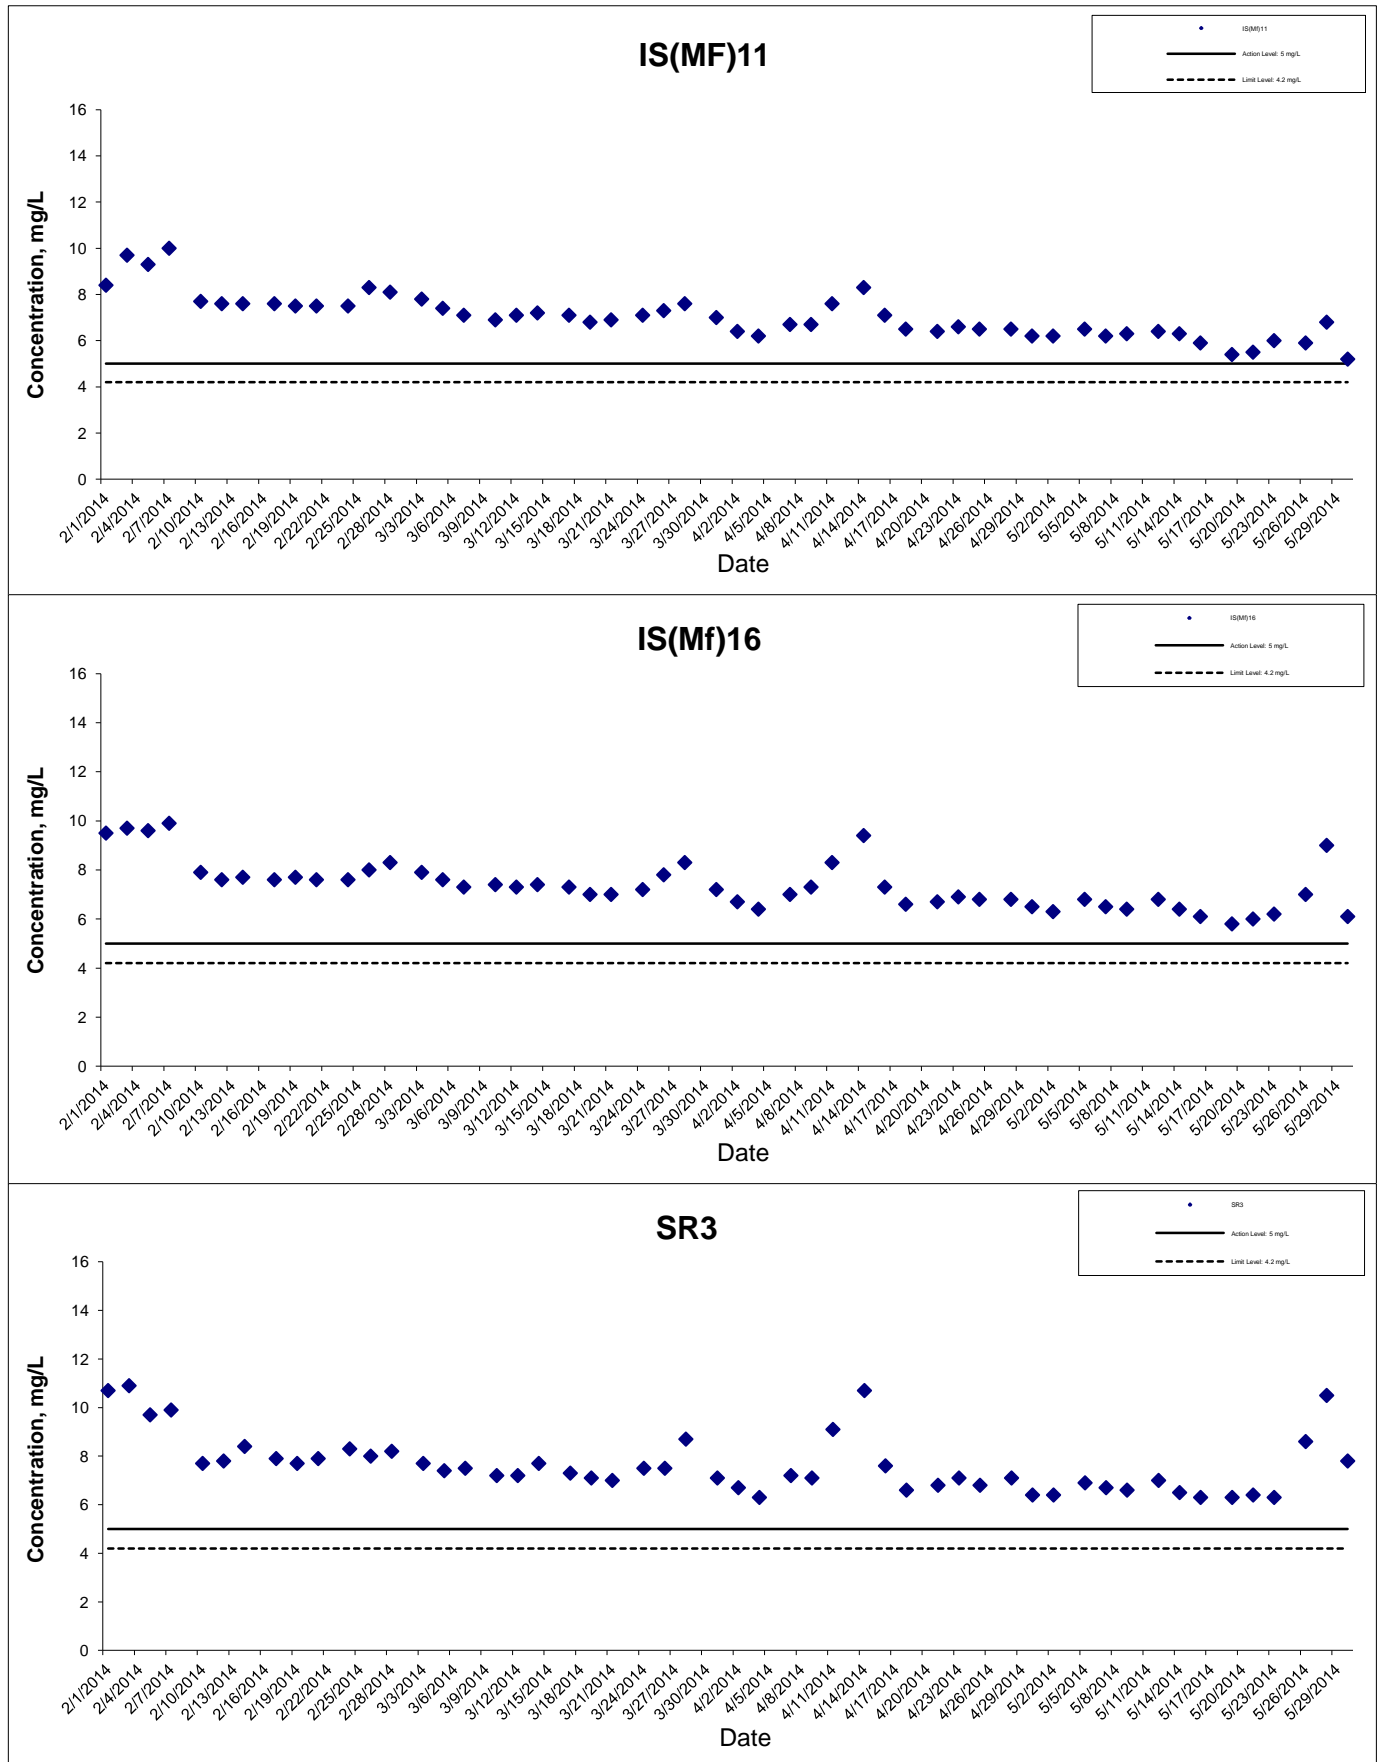 IS(MF)11
IS(Mf)11
Action Level: 5 mg/L
Limit Level: 4.2 mg/L
Concentration, mg/L
16
14
12
10
8
6
4
2
0
2/1/2014 2/4/2014 2/7/2014 2/10/2014 2/13/2014 2/16/2014 2/19/2014 2/22/2014 2/25/2014 2/28/2014 3/3/2014 3/6/2014 3/9/2014 3/12/2014 3/15/2014 3/18/2014 3/21/2014 3/24/2014 3/27/2014 3/30/2014 4/2/2014 4/5/2014 4/8/2014 4/11/2014 4/14/2014 4/17/2014 4/20/2014 4/23/2014 4/26/2014 4/29/2014 5/2/2014 5/5/2014 5/8/2014 5/11/2014 5/14/2014 5/17/2014 5/20/2014 5/23/2014 5/26/2014 5/29/2014
Date
IS(Mf)16
IS(Mf)16
Action Level: 5 mg/L
Limit Level: 4.2 mg/L
Concentration, mg/L
16
14
12
10
8
6
4
2
0
2/1/2014 2/4/2014 2/7/2014 2/10/2014 2/13/2014 2/16/2014 2/19/2014 2/22/2014 2/25/2014 2/28/2014 3/3/2014 3/6/2014 3/9/2014 3/12/2014 3/15/2014 3/18/2014 3/21/2014 3/24/2014 3/27/2014 3/30/2014 4/2/2014 4/5/2014 4/8/2014 4/11/2014 4/14/2014 4/17/2014 4/20/2014 4/23/2014 4/26/2014 4/29/2014 5/2/2014 5/5/2014 5/8/2014 5/11/2014 5/14/2014 5/17/2014 5/20/2014 5/23/2014 5/26/2014 5/29/2014
Date
SR3
SR3
Action Level: 5 mg/L
Limit Level: 4.2 mg/L
Concentration, mg/L
16
14
12
10
8
6
4
2
0
2/1/2014 2/4/2014 2/7/2014 2/10/2014 2/13/2014 2/16/2014 2/19/2014 2/22/2014 2/25/2014 2/28/2014 3/3/2014 3/6/2014 3/9/2014 3/12/2014 3/15/2014 3/18/2014 3/21/2014 3/24/2014 3/27/2014 3/30/2014 4/2/2014 4/5/2014 4/8/2014 4/11/2014 4/14/2014 4/17/2014 4/20/2014 4/23/2014 4/26/2014 4/29/2014 5/2/2014 5/5/2014 5/8/2014 5/11/2014 5/14/2014 5/17/2014 5/20/2014 5/23/2014 5/26/2014 5/29/2014
Date